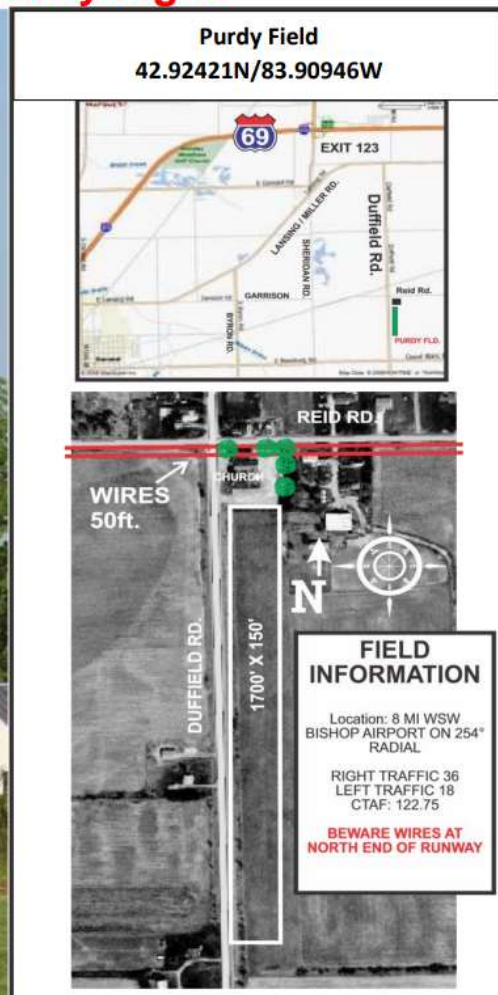 Purdy Field
42.92421N/83.90946W
69
EXIT 123
LANSING / MILLER RD.
SHERIDAN RD.
Duffield Rd.
Reid Rd.
GARRISON
BYRON RD.
PURDY FLD.
REID RD.
WIRES
50ft.
CHURCH
N
DUFFIELD RD.
1700' X 150'
FIELD
INFORMATION
Location: 8 MI WSW
BISHOP AIRPORT ON 254°
RADIAL
RIGHT TRAFFIC 36
LEFT TRAFFIC 18
CTAF: 122.75
BEWARE WIRES AT
NORTH END OF RUNWAY